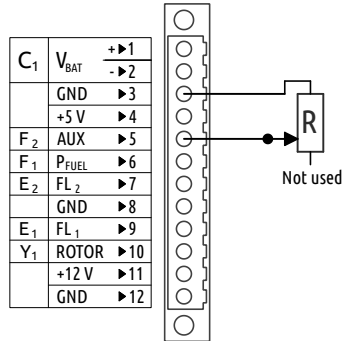 C1 VBAT +▶1
-▶2
GND ▶3
+5 V ▶4
F2 AUX ▶5
F1 PFUEL ▶6
E2 FL2 ▶7
GND ▶8
E1 FL1 ▶9
Y1 ROTOR ▶10
+12 V ▶11
GND ▶12
R
Not used